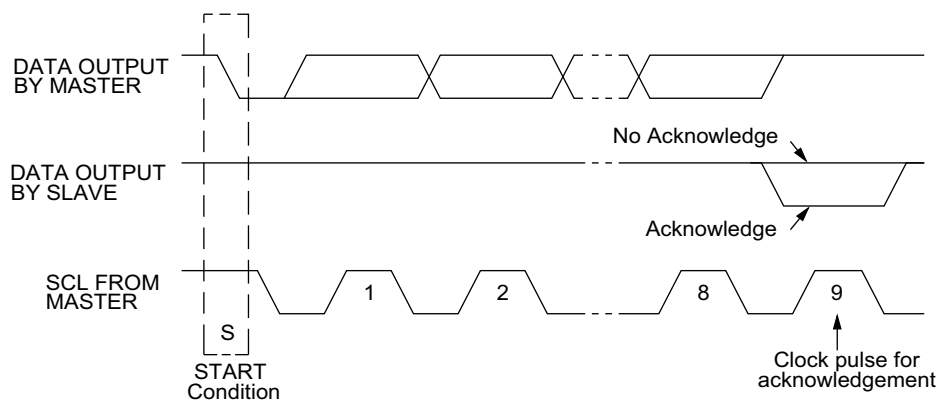 DATA OUTPUT
BY MASTER
No Acknowledge
DATA OUTPUT
BY SLAVE
Acknowledge
SCL FROM
MASTER
1
2
8
9
S
START
Condition
Clock pulse for
acknowledgement